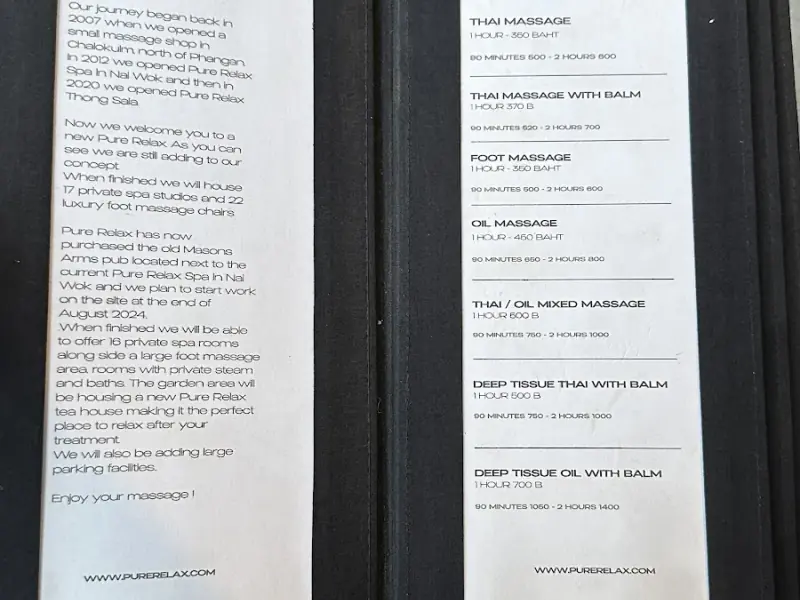 Our journey began back in
2007 when we opened a
small massage shop in
Chalokulm, north of Phangan.
In 2012 we opened Pure Relax
Spa In Nai Wok and then in
2020 we opened Pure Relax
Thong Sala.
Now we welcome you to a
new Pure Relax. As you can
see we are still adding to our
concept.
When finished we will house
17 private spa studios and 22
luxury foot massage chairs.
Pure Relax has now
purchased the old Masons
Arms pub located next to the
current Pure Relax Spa In Nai
Wok and we plan to start work
on the site at the end of
August 2024.
When finished we will be able
to offer 16 private spa rooms
along side a large foot massage
area, rooms with private steam
and baths. The garden area will
be housing a new Pure Relax
tea house making it the perfect
place to relax after your
treatment.
We will also be adding large
parking facilities.
Enjoy your massage !
WWW.PURERELAX.COM
THAI MASSAGE
1 HOUR - 350 BAHT
90 MINUTES 500 - 2 HOURS 600
THAI MASSAGE WITH BALM
1 HOUR 370 B
90 MINUTES 520 - 2 HOURS 700
FOOT MASSAGE
1 HOUR - 350 BAHT
90 MINUTES 500 - 2 HOURS 600
OIL MASSAGE
1 HOUR - 450 BAHT
90 MINUTES 650 - 2 HOURS 800
THAI / OIL MIXED MASSAGE
1 HOUR 500 B
90 MINUTES 750 - 2 HOURS 1000
DEEP TISSUE THAI WITH BALM
1 HOUR 500 B
90 MINUTES 750 - 2 HOURS 1000
DEEP TISSUE OIL WITH BALM
1 HOUR 700 B
90 MINUTES 1050 - 2 HOURS 1400
WWW.PURERELAX.COM